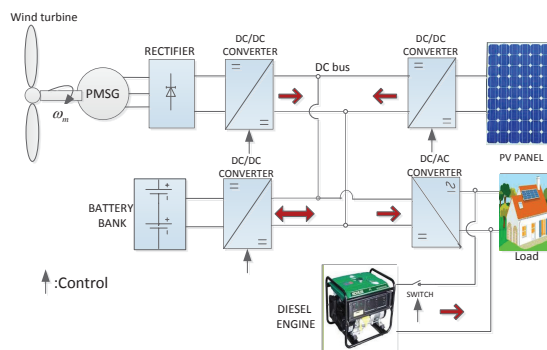 Wind turbine
RECTIFIER
DC/DC
CONVERTER
DC bus
DC/DC
CONVERTER
PMSG
ωm
PV PANEL
DC/DC
CONVERTER
DC/AC
CONVERTER
BATTERY
BANK
Load
:Control
SWITCH
DIESEL
ENGINE